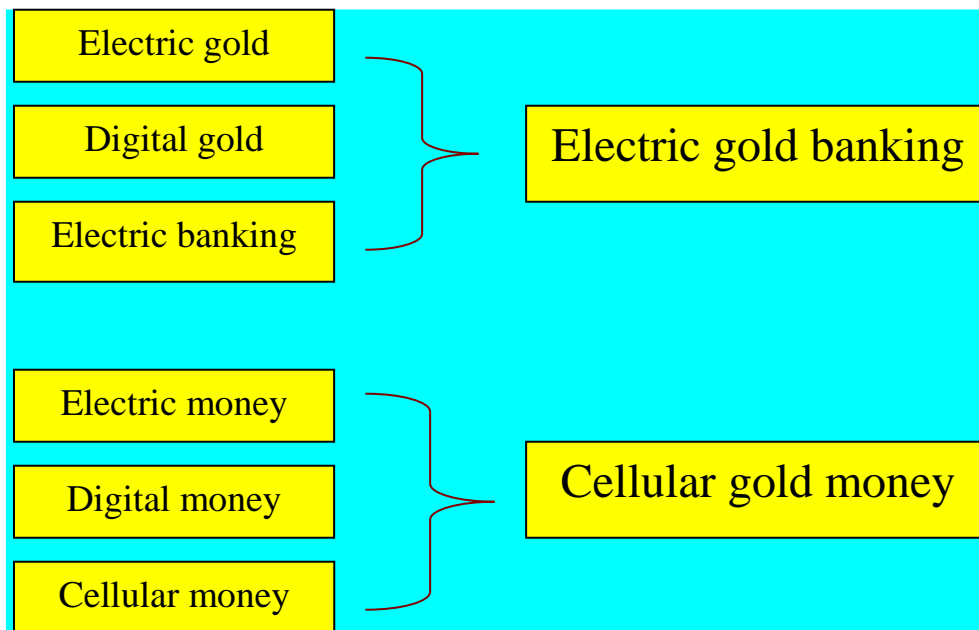 Electric gold
Digital gold
Electric banking
Electric gold banking
Electric money
Digital money
Cellular money
Cellular gold money